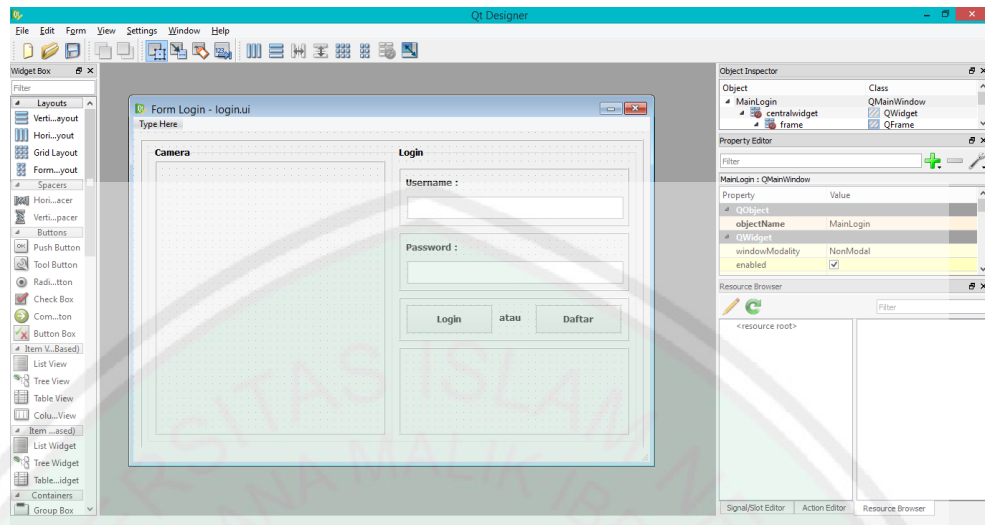 Qt Designer
File Edit Form View Settings Window Help
Widget Box
Filter
Layouts
Verti...ayout
Hori...yout
Grid Layout
Form...yout
Spacers
Hori...acer
Verti...pacer
Buttons
Push Button
Tool Button
Radi...tton
Check Box
Com...ton
Button Box
Item V...Based)
List View
Tree View
Table View
Colu...View
Item ...ased)
List Widget
Tree Widget
Table...idget
Containers
Group Box
Form Login - login.ui
Type Here
Camera
Login
Username :
Password :
Login atau Daftar
Object Inspector
Object Class
MainLogin QMainWindow
centralwidget QWidget
frame QFrame
Property Editor
Filter
MainLogin : QMainWindow
Property Value
QObject
objectName MainLogin
QWidget
windowModality NonModal
enabled
Resource Browser
Filter
<resource root>
Signal/Slot Editor Action Editor Resource Browser